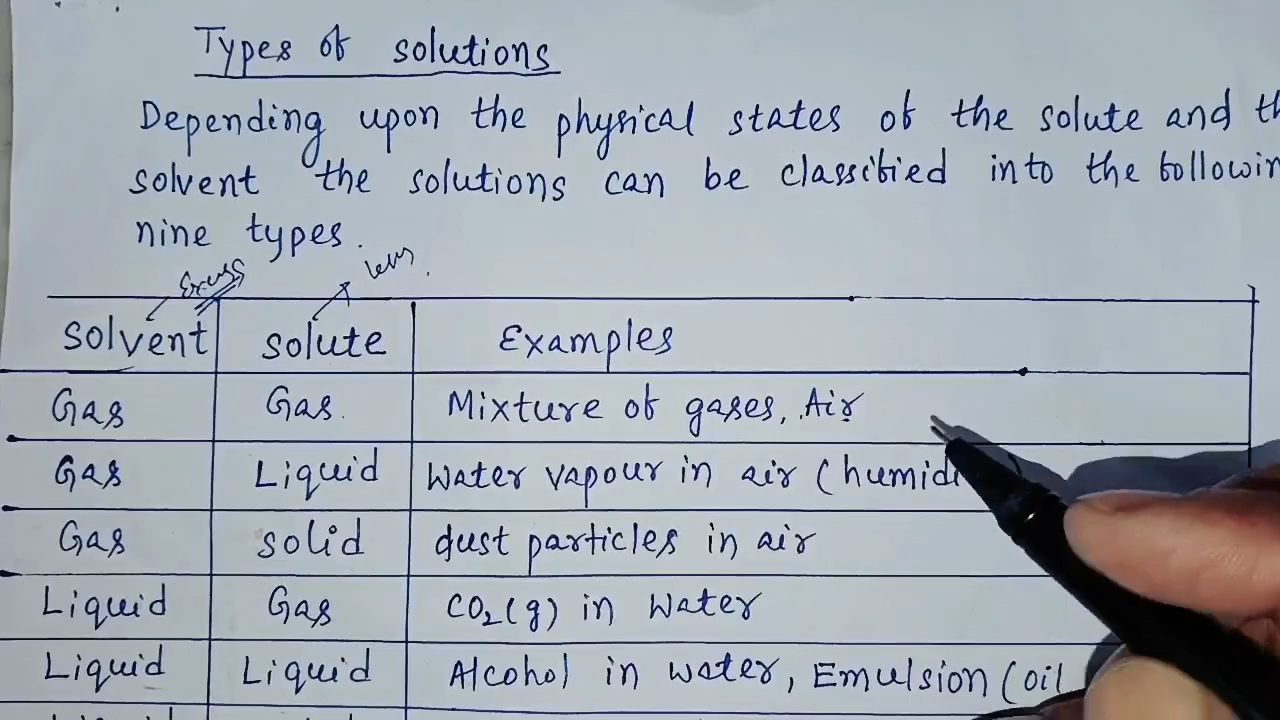 Types of solutions
Depending upon the physical states of the solute and th
solvent the solutions can be classified into the followin
nine types.
Excess less
solvent solute Examples
Gas Gas. Mixture of gases, Air
Gas Liquid Water vapour in air (humidi
Gas solid dust particles in air
Liquid Gas CO₂(g) in Water
Liquid Liquid Alcohol in water, Emulsion (oil